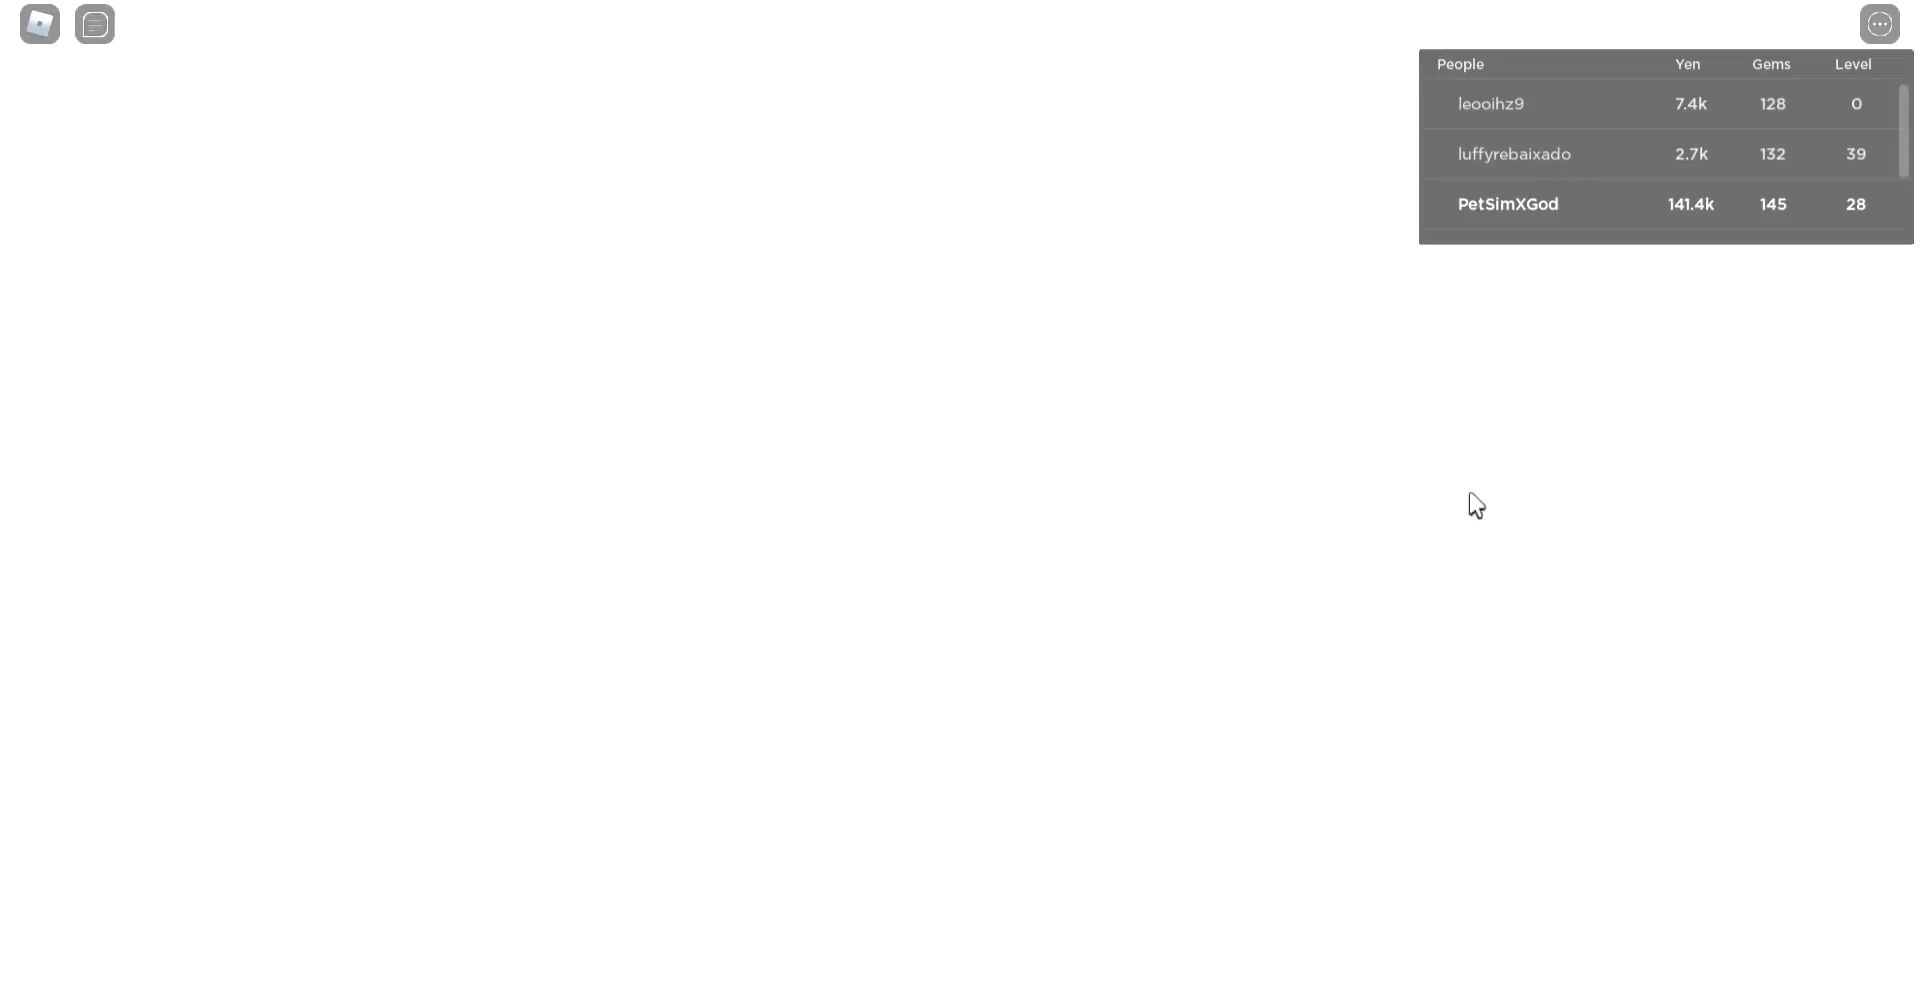 People Yen Gems Level
leooihz9 7.4k 128 0
luffyrebaixado 2.7k 132 39
PetSimXGod 141.4k 145 28